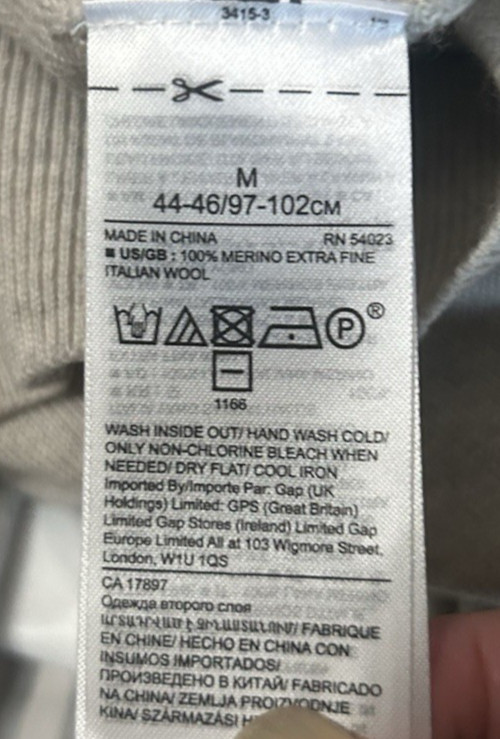 3415-3
M
44-46/97-102CM
MADE IN CHINA RN 54023
■ US/GB : 100% MERINO EXTRA FINE
ITALIAN WOOL
P ®
1166
WASH INSIDE OUT/ HAND WASH COLD/
ONLY NON-CHLORINE BLEACH WHEN
NEEDED/ DRY FLAT/ COOL IRON
Imported By/Importe Par: Gap (UK
Holdings) Limited: GPS (Great Britain)
Limited Gap Stores (Ireland) Limited Gap
Europe Limited All at 103 Wigmore Street,
London, W1U 1QS
CA 17897
Одежда второго слоя
FABRIQUE
EN CHINE/ HECHO EN CHINA CON
INSUMOS IMPORTADOS/
ПРОИЗВЕДЕНО В КИТАЙ/ FABRICADO
NA CHINA/ ZEMLJA PROIZVODNJE
KINA/ SZÁRMAZÁSI